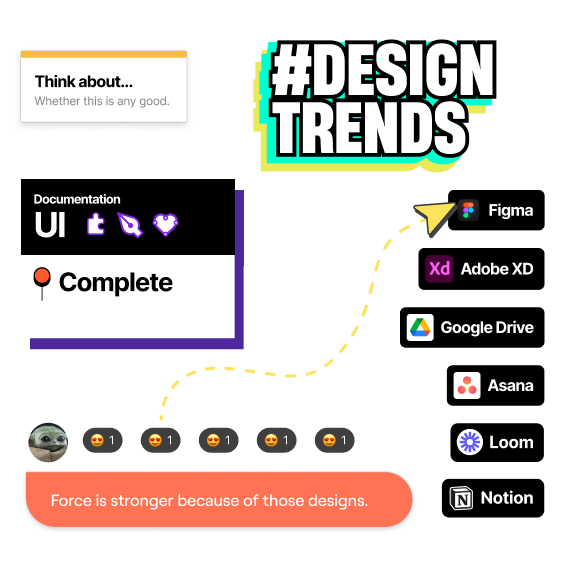 Think about...
Whether this is any good.
#DESIGN
TRENDS
Documentation
UI
Complete
Figma
Xd Adobe XD
Google Drive
Asana
Loom
N Notion
1 1 1 1 1
Force is stronger because of those designs.